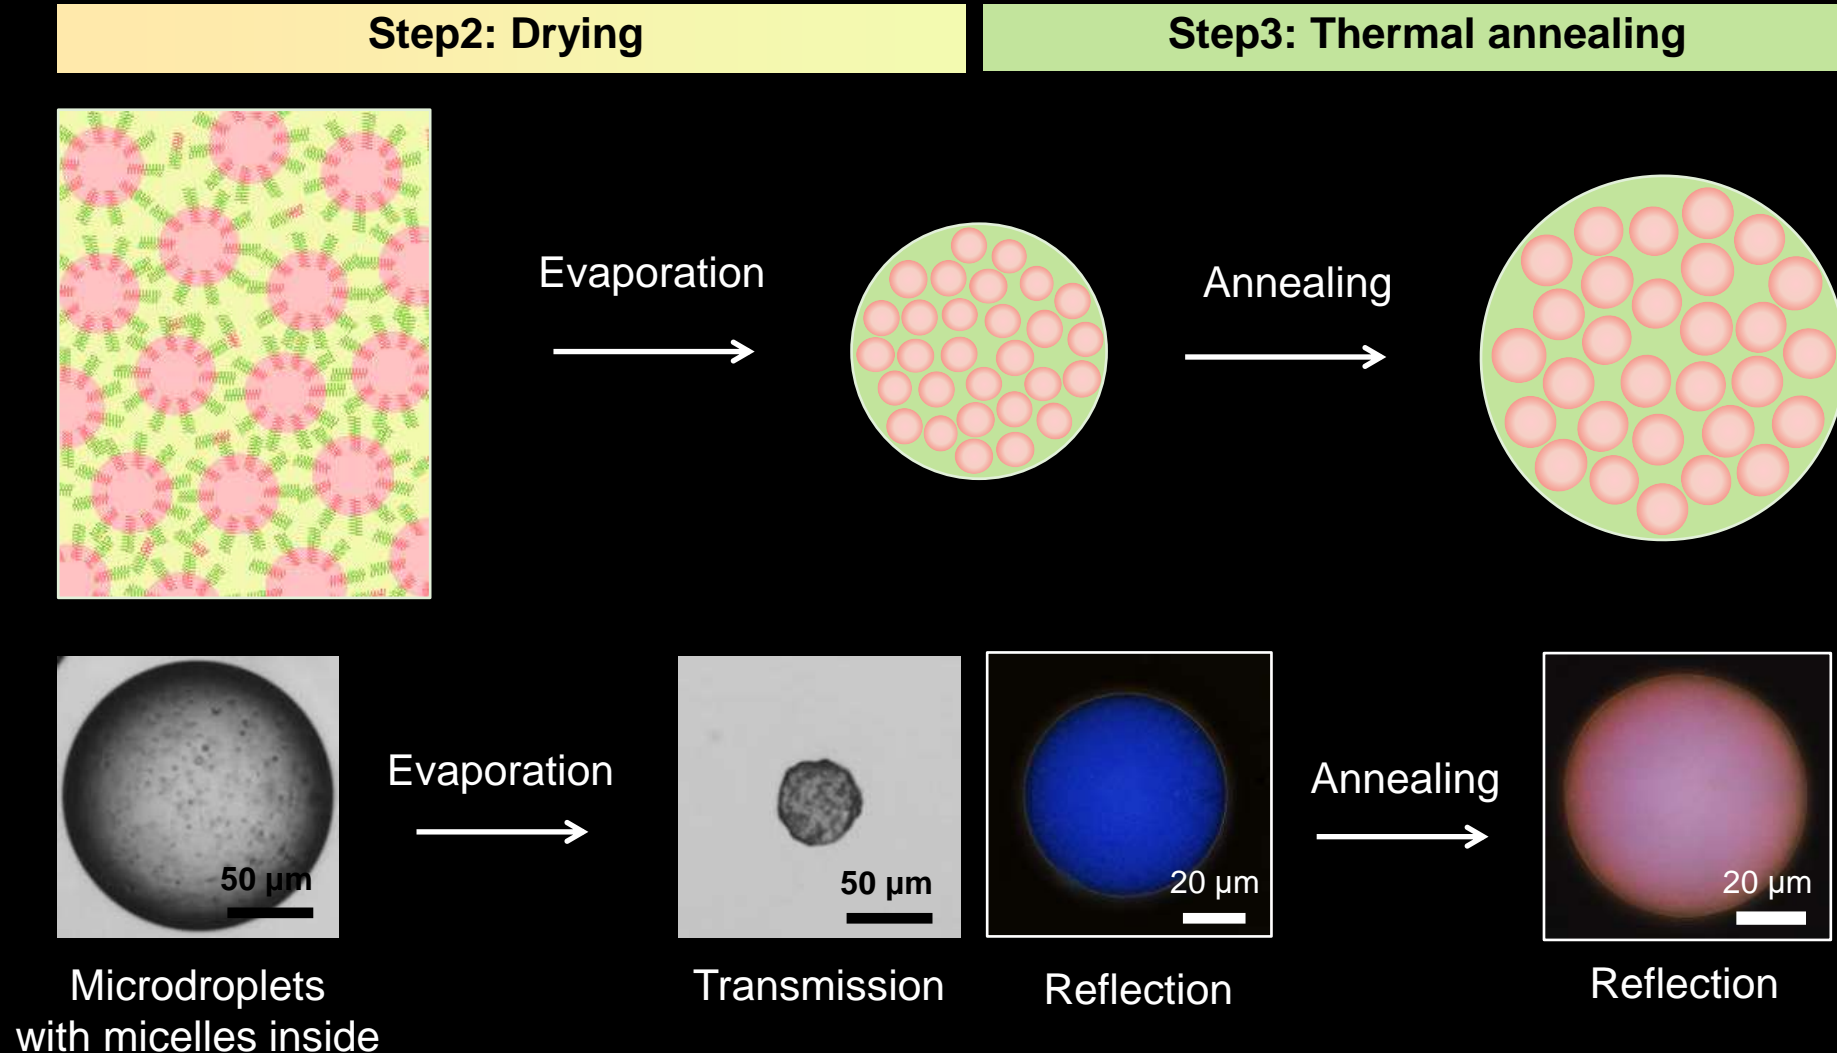 Step2: Drying
Step3: Thermal annealing
Evaporation
Annealing
Evaporation
Annealing
50 µm
50 µm
20 µm
20 µm
Microdroplets
with micelles inside
Transmission
Reflection
Reflection